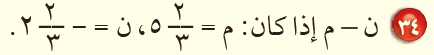 ٣٤ ن – م إذا كان: م = ٥ ٢/٣ ، ن = – ٢ ٢/٣ .